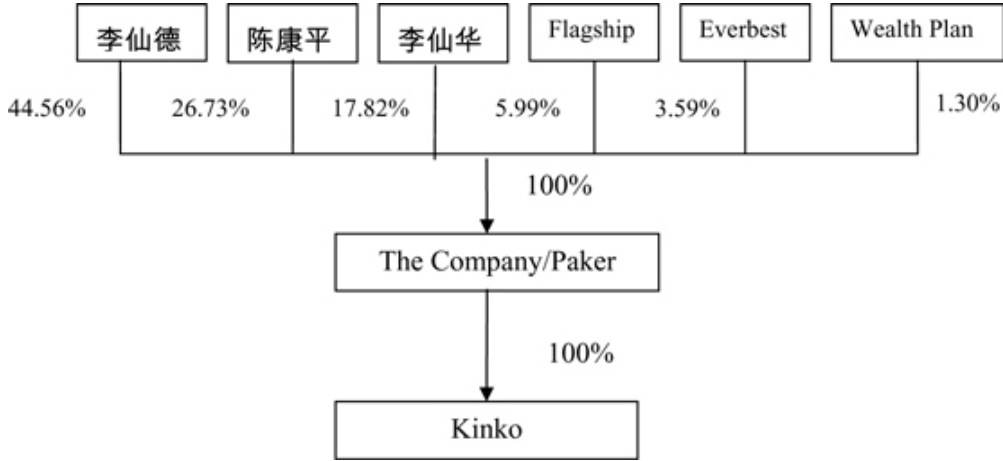 李仙德
陈康平
李仙华
Flagship
Everbest
Wealth Plan
44.56%
26.73%
17.82%
5.99%
3.59%
1.30%
100%
The Company/Paker
100%
Kinko